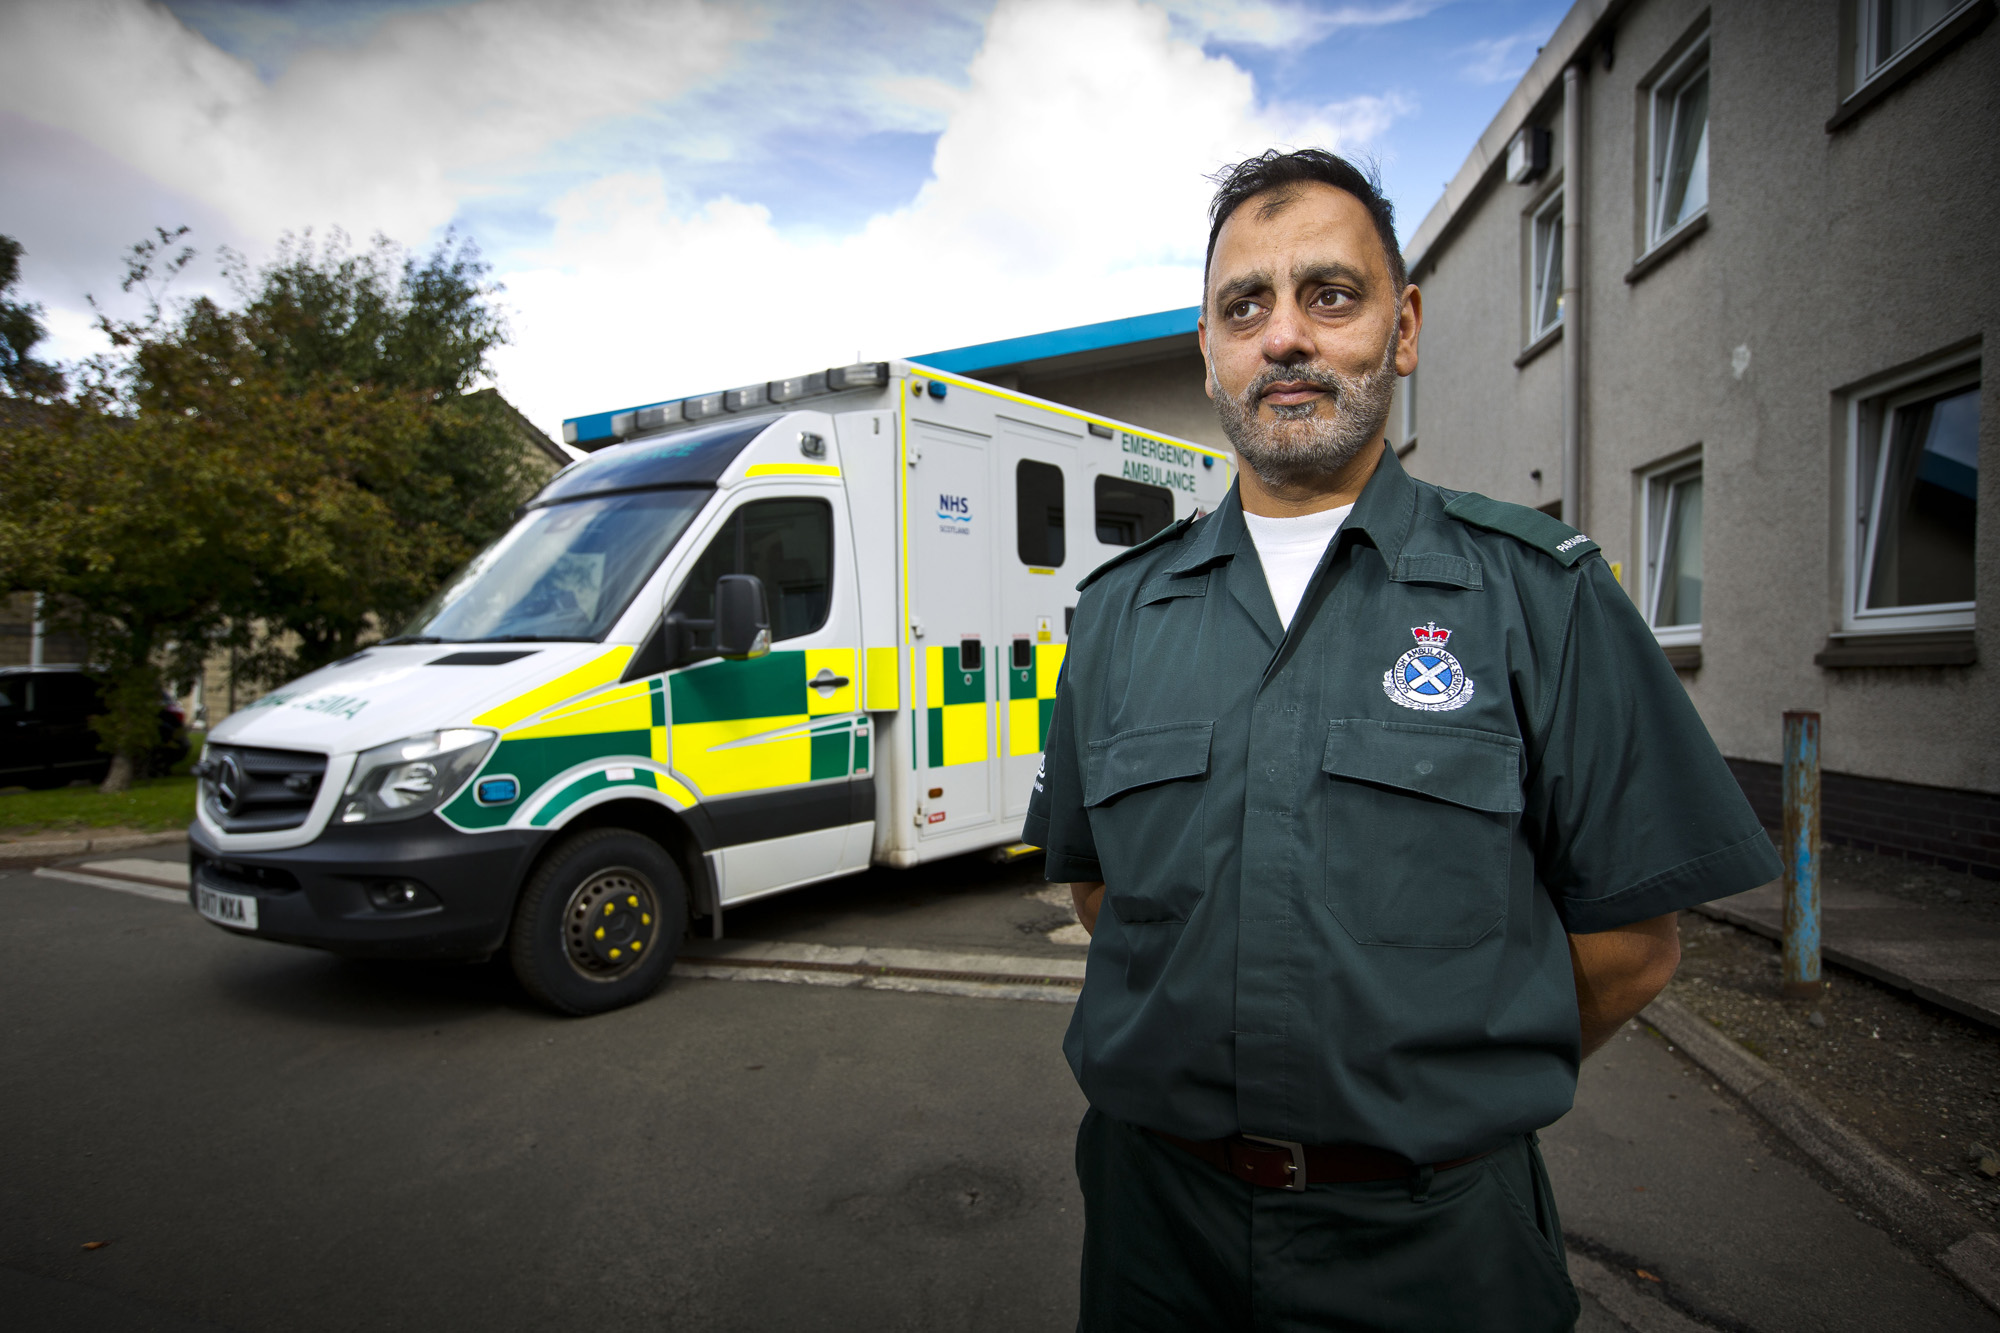 EMERGENCY
AMBULANCE
NHS
SCOTLAND
PARAMEDIC
SCOTTISH AMBULANCE SERVICE